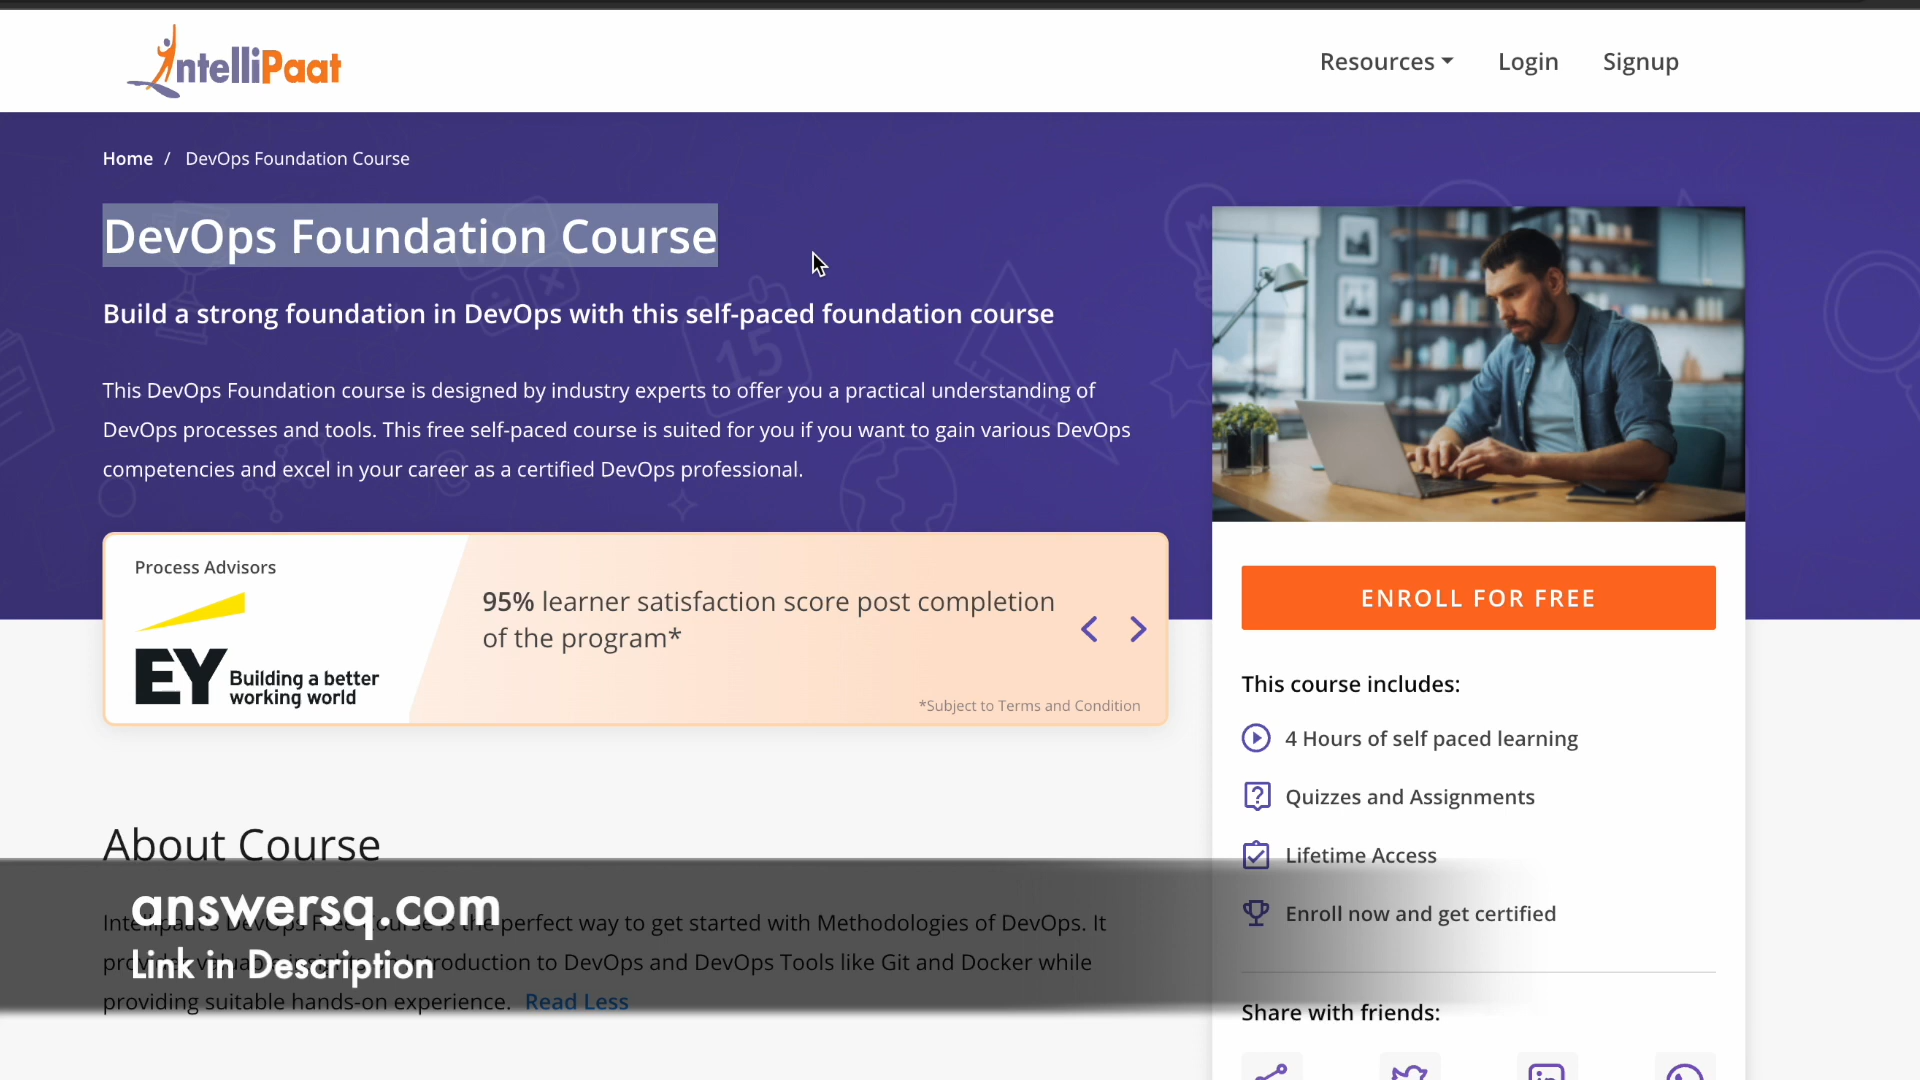 IntelliPaat
Resources
Login
Signup
Home / DevOps Foundation Course
DevOps Foundation Course
Build a strong foundation in DevOps with this self-paced foundation course
This DevOps Foundation course is designed by industry experts to offer you a practical understanding of
DevOps processes and tools. This free self-paced course is suited for you if you want to gain various DevOps
competencies and excel in your career as a certified DevOps professional.
Process Advisors
EY Building a better
working world
95% learner satisfaction score post completion
of the program*
*Subject to Terms and Condition
ENROLL FOR FREE
This course includes:
4 Hours of self paced learning
Quizzes and Assignments
Lifetime Access
Enroll now and get certified
Share with friends:
About Course
Intellipaat's DevOps Free Course is the perfect way to get started with Methodologies of DevOps. It
introduction to DevOps and DevOps Tools like Git and Docker while
providing suitable hands-on experience. Read Less
answersq.com
Link in Description